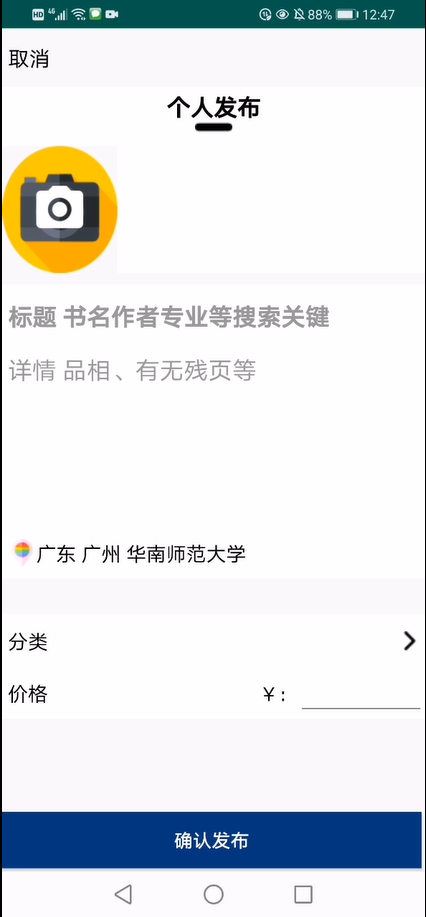 HD 4G 88% 12:47
取消
个人发布
标题 书名作者专业等搜索关键
详情 品相、有无残页等
广东 广州 华南师范大学
分类
价格 ￥:
确认发布